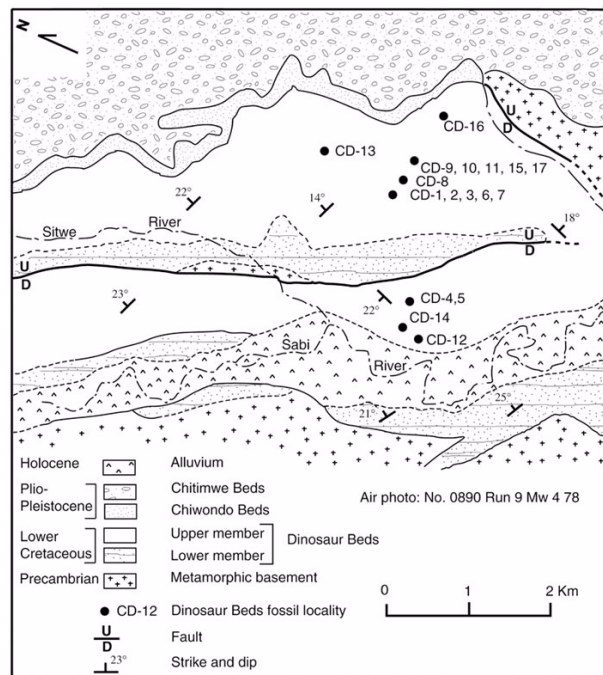 N
U
D
CD-16
CD-13
CD-9, 10, 11, 15, 17
CD-8
CD-1, 2, 3, 6, 7
22°
14°
18°
Sitwe
River
U
D
U
D
23°
22°
CD-4,5
CD-14
CD-12
Sabi
River
21°
25°
Holocene
Alluvium
Plio-
Pleistocene
Chitimwe Beds
Chiwondo Beds
Air photo: No. 0890 Run 9 Mw 4 78
Lower
Cretaceous
Upper member
Lower member
Dinosaur Beds
Precambrian
Metamorphic basement
CD-12
Dinosaur Beds fossil locality
0 1 2 Km
U
D
Fault
23°
Strike and dip